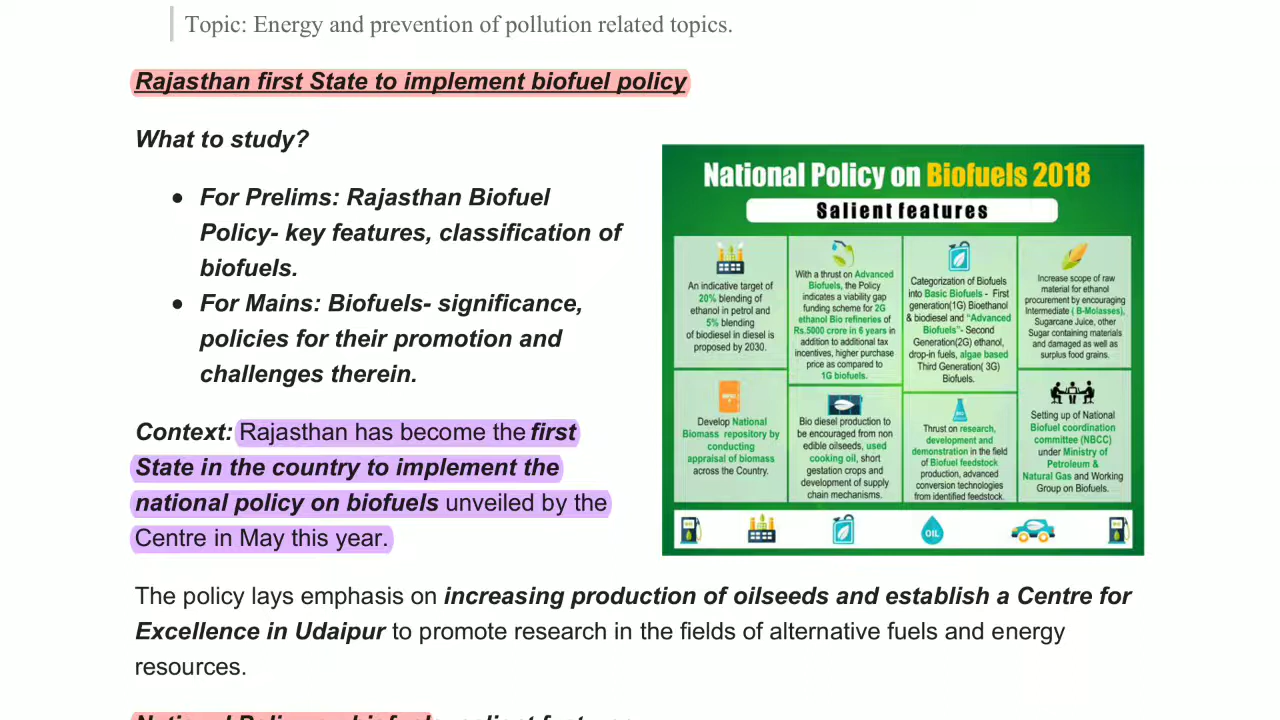 Topic: Energy and prevention of pollution related topics.
Rajasthan first State to implement biofuel policy
What to study?
● For Prelims: Rajasthan Biofuel
Policy- key features, classification of
biofuels.
● For Mains: Biofuels- significance,
policies for their promotion and
challenges therein.
Context: Rajasthan has become the first
State in the country to implement the
national policy on biofuels unveiled by the
Centre in May this year.
National Policy on Biofuels 2018
Salient features
An indicative target of
20% blending of
ethanol in petrol and
5% blending
of biodiesel in diesel is
proposed by 2030.
With a thrust on Advanced
Biofuels, the Policy
indicates a viability gap
funding scheme for 2G
ethanol Bio refineries of
Rs.5000 crore in 6 years in
addition to additional tax
incentives, higher purchase
price as compared to
1G biofuels.
Categorization of Biofuels
into Basic Biofuels - First
generation(1G) Bioethanol
& biodiesel and "Advanced
Biofuels"- Second
Generation(2G) ethanol,
drop-in fuels, algae based
Third Generation( 3G)
Biofuels.
Increase scope of raw
material for ethanol
procurement by encouraging
Intermediate ( B-Molasses),
Sugarcane Juice, other
Sugar containing materials
and damaged as well as
surplus food grains.
Develop National
Biomass repository by
conducting
appraisal of biomass
across the Country.
Bio diesel production to
be encouraged from non
edible oilseeds, used
cooking oil, short
gestation crops and
development of supply
chain mechanisms.
Thrust on research,
development and
demonstration in the field
of Biofuel feedstock
production, advanced
conversion technologies
from identified feedstock.
Setting up of National
Biofuel coordination
committee (NBCC)
under Ministry of
Petroleum &
Natural Gas and Working
Group on Biofuels.
OIL
The policy lays emphasis on increasing production of oilseeds and establish a Centre for
Excellence in Udaipur to promote research in the fields of alternative fuels and energy
resources.